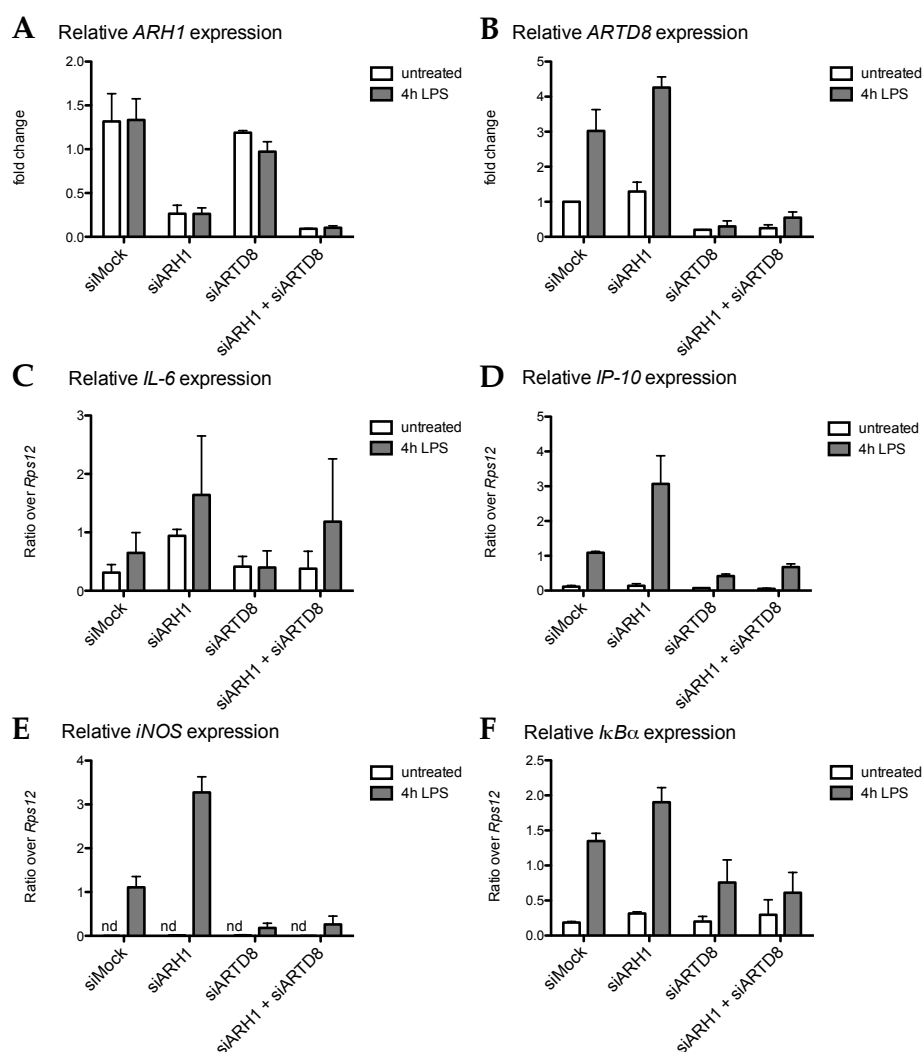 A Relative ARH1 expression
fold change
2.0
1.5
1.0
0.5
0.0
untreated
4h LPS
siMock
siARH1
siARTD8
siARH1 + siARTD8
B Relative ARTD8 expression
fold change
5
4
3
2
1
0
untreated
4h LPS
siMock
siARH1
siARTD8
siARH1 + siARTD8
C Relative IL-6 expression
Ratio over Rps12
3
2
1
0
untreated
4h LPS
siMock
siARH1
siARTD8
siARH1 + siARTD8
D Relative IP-10 expression
Ratio over Rps12
5
4
3
2
1
0
untreated
4h LPS
siMock
siARH1
siARTD8
siARH1 + siARTD8
E Relative iNOS expression
Ratio over Rps12
4
3
2
1
0
nd nd nd nd
untreated
4h LPS
siMock
siARH1
siARTD8
siARH1 + siARTD8
F Relative IκBα expression
Ratio over Rps12
2.5
2.0
1.5
1.0
0.5
0.0
untreated
4h LPS
siMock
siARH1
siARTD8
siARH1 + siARTD8